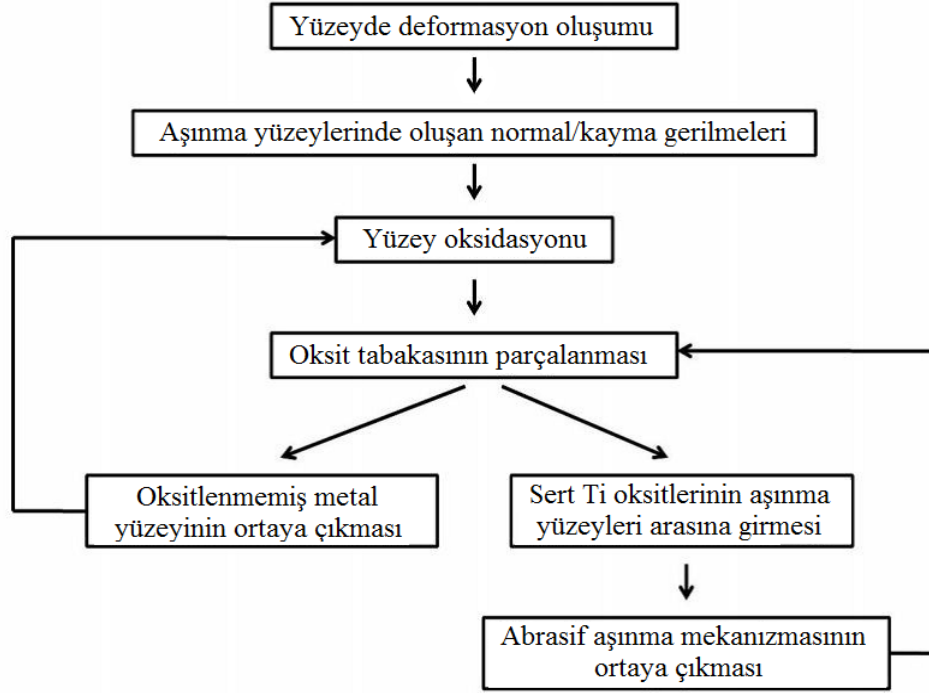 Yüzeyde deformasyon oluşumu
Aşınma yüzeylerinde oluşan normal/kayma gerilmeleri
Yüzey oksidasyonu
Oksit tabakasının parçalanması
Oksitlenmemiş metal
yüzeyinin ortaya çıkması
Sert Ti oksitlerinin aşınma
yüzeyleri arasına girmesi
Abrasif aşınma mekanızmasının
ortaya çıkması